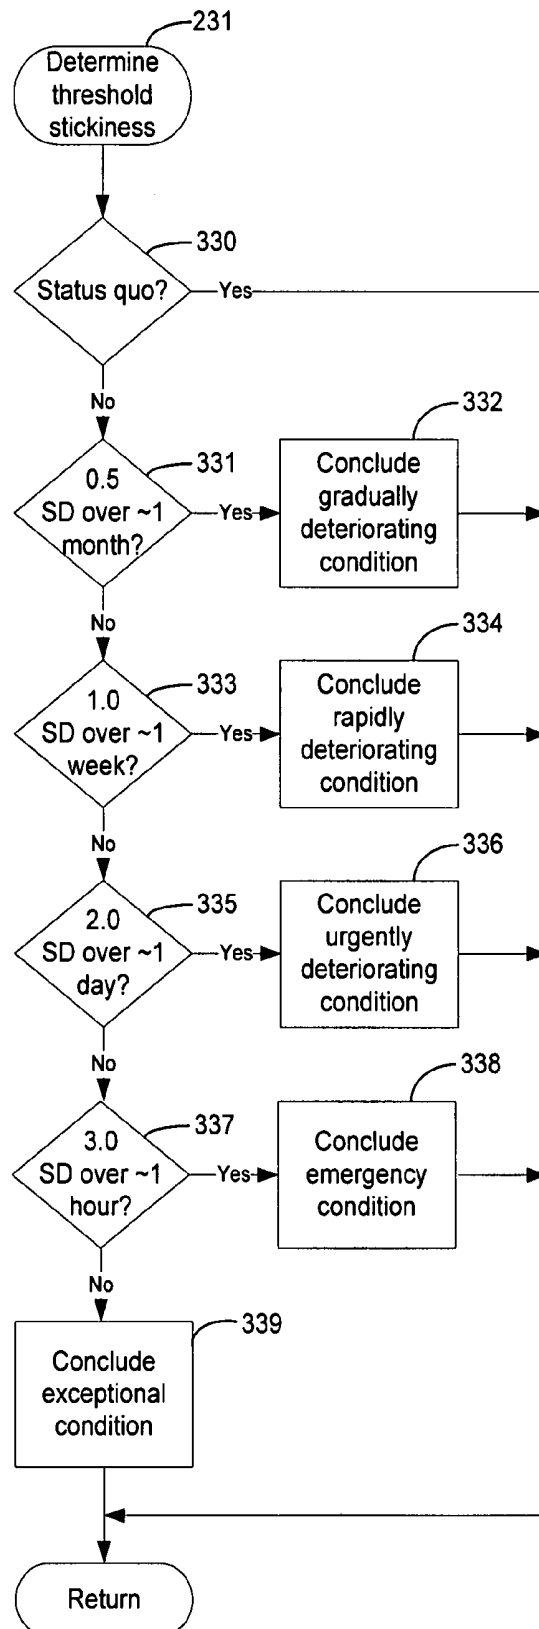 231
Determine
threshold
stickiness
330
Status quo?
Yes
No
332
331
0.5
SD over ~1
month?
Yes
Conclude
gradually
deteriorating
condition
No
334
333
1.0
SD over ~1
week?
Yes
Conclude
rapidly
deteriorating
condition
No
336
335
2.0
SD over ~1
day?
Yes
Conclude
urgently
deteriorating
condition
No
338
337
3.0
SD over ~1
hour?
Yes
Conclude
emergency
condition
No
339
Conclude
exceptional
condition
Return